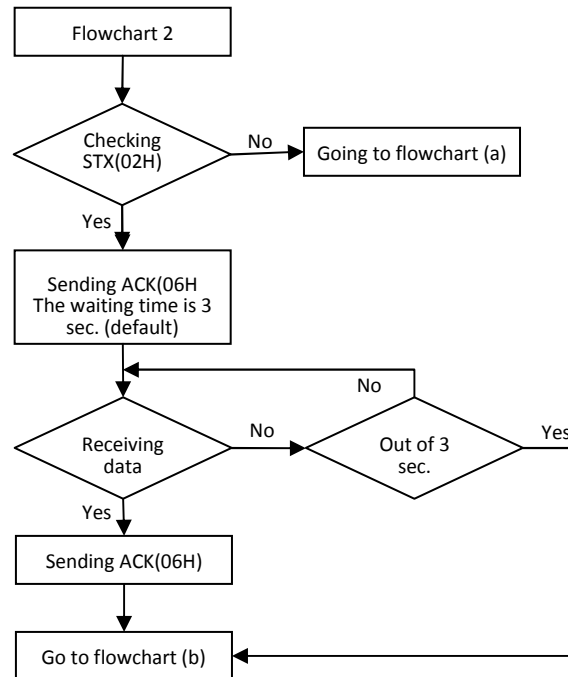 Flowchart 2
Checking
STX(02H)
No
Going to flowchart (a)
Yes
Sending ACK(06H
The waiting time is 3
sec. (default)
No
Receiving
data
No
Out of 3
sec.
Yes
Yes
Sending ACK(06H)
Go to flowchart (b)